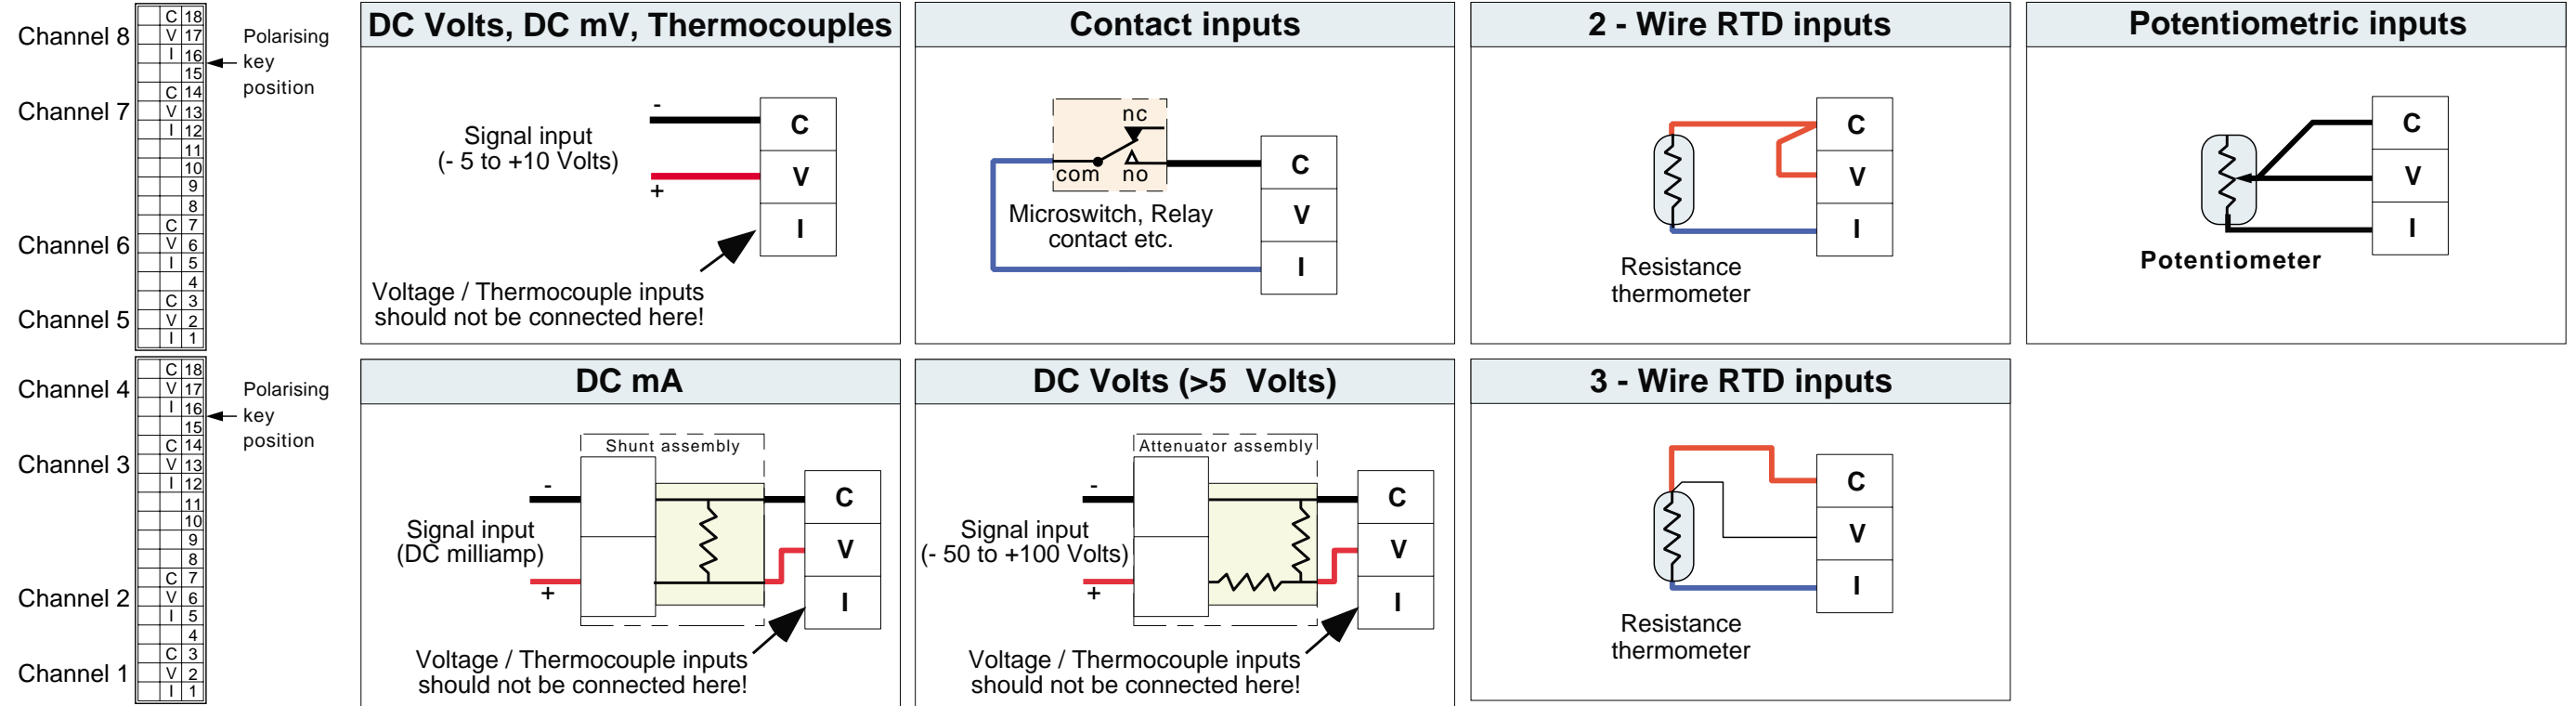 C 18
Channel 8 V 17
I 16
15
C 14
Channel 7 V 13
I 12
11
10
9
8
C 7
Channel 6 V 6
I 5
4
C 3
Channel 5 V 2
I 1
Polarising
key
position
C 18
Channel 4 V 17
I 16
15
C 14
Channel 3 V 13
I 12
11
10
9
8
C 7
Channel 2 V 6
I 5
4
C 3
Channel 1 V 2
I 1
Polarising
key
position
DC Volts, DC mV, Thermocouples
-
Signal input
(- 5 to +10 Volts)
+
C
V
I
Voltage / Thermocouple inputs
should not be connected here!
Contact inputs
nc
com no
Microswitch, Relay
contact etc.
C
V
I
2 - Wire RTD inputs
C
V
I
Resistance
thermometer
Potentiometric inputs
C
V
I
Potentiometer
DC mA
Shunt assembly
-
Signal input
(DC milliamp)
+
C
V
I
Voltage / Thermocouple inputs
should not be connected here!
DC Volts (>5 Volts)
Attenuator assembly
-
Signal input
(- 50 to +100 Volts)
+
C
V
I
Voltage / Thermocouple inputs
should not be connected here!
3 - Wire RTD inputs
C
V
I
Resistance
thermometer